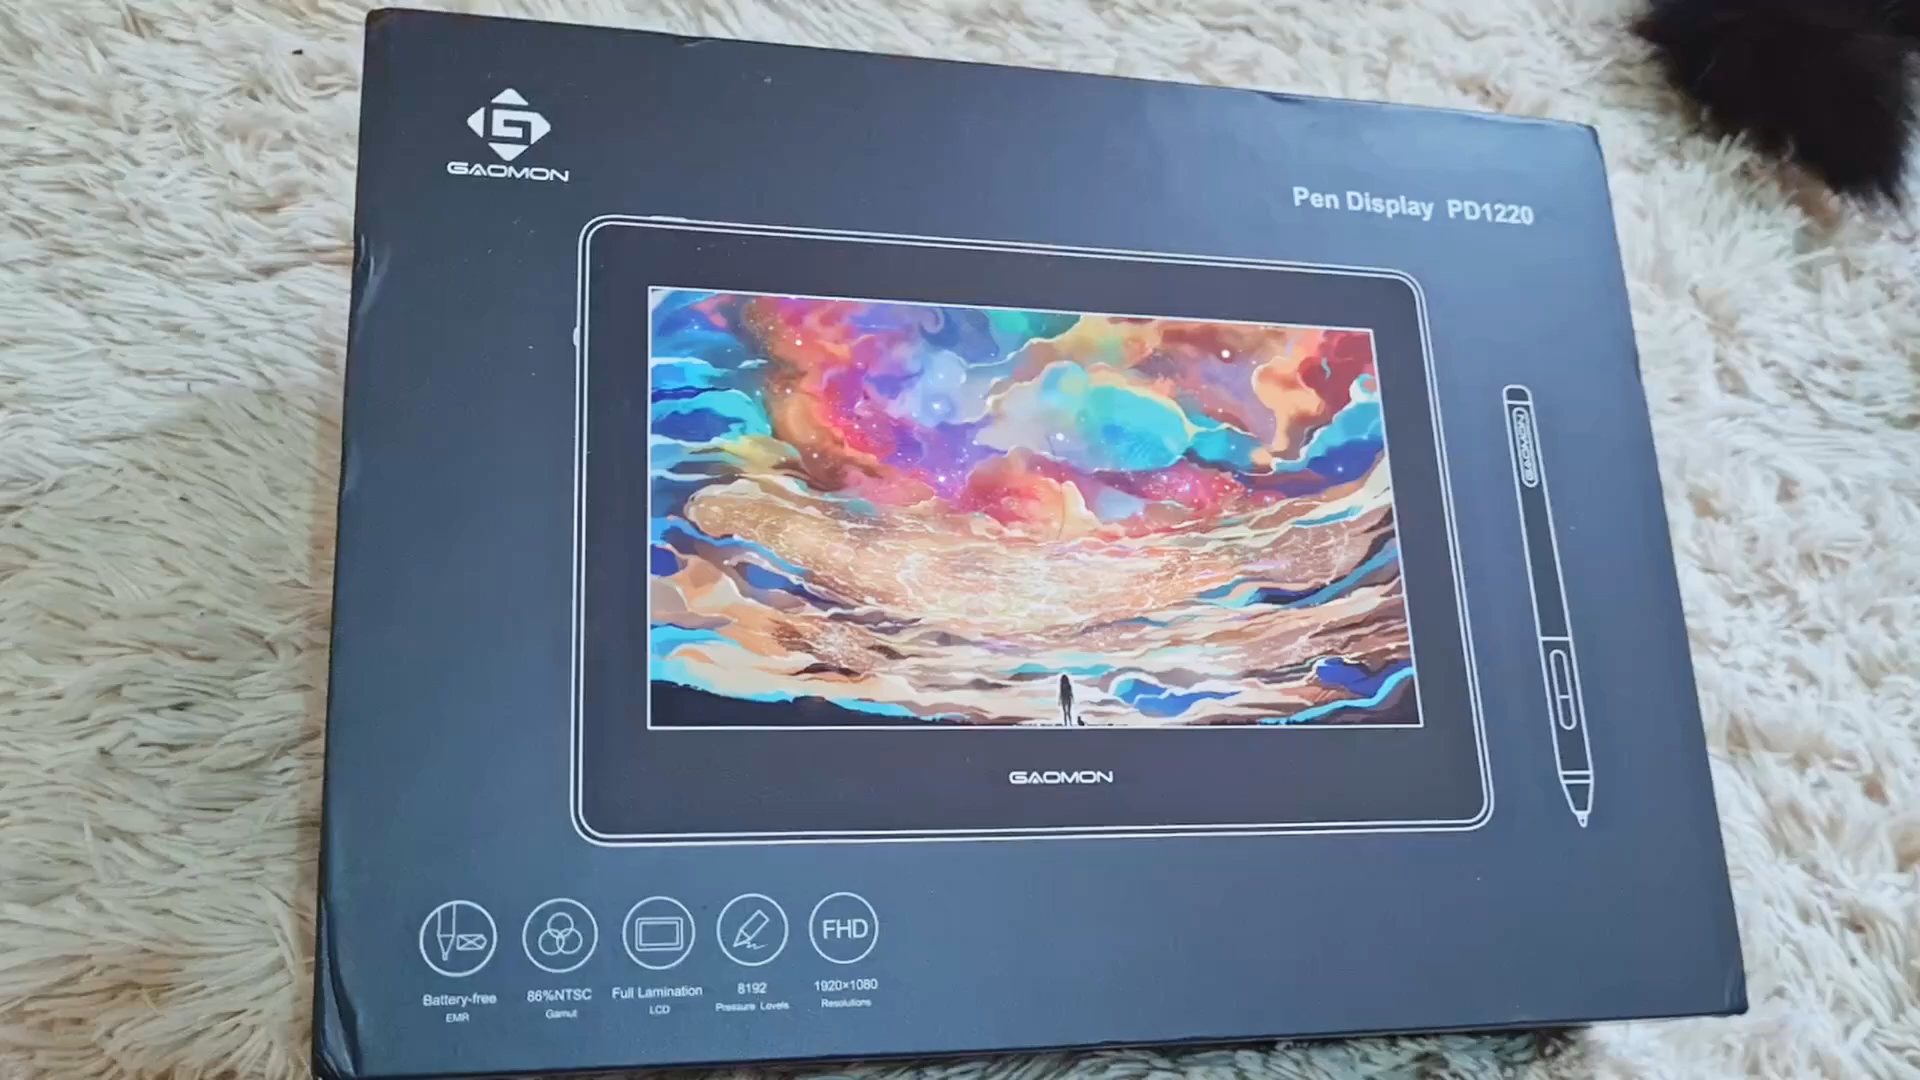 GAOMON
Pen Display PD1220
GAOMON
GAOMON
Battery-free
EMR
86%NTSC
Gamut
Full Lamination
LCD
8192
Pressure Levels
FHD
1920×1080
Resolutions